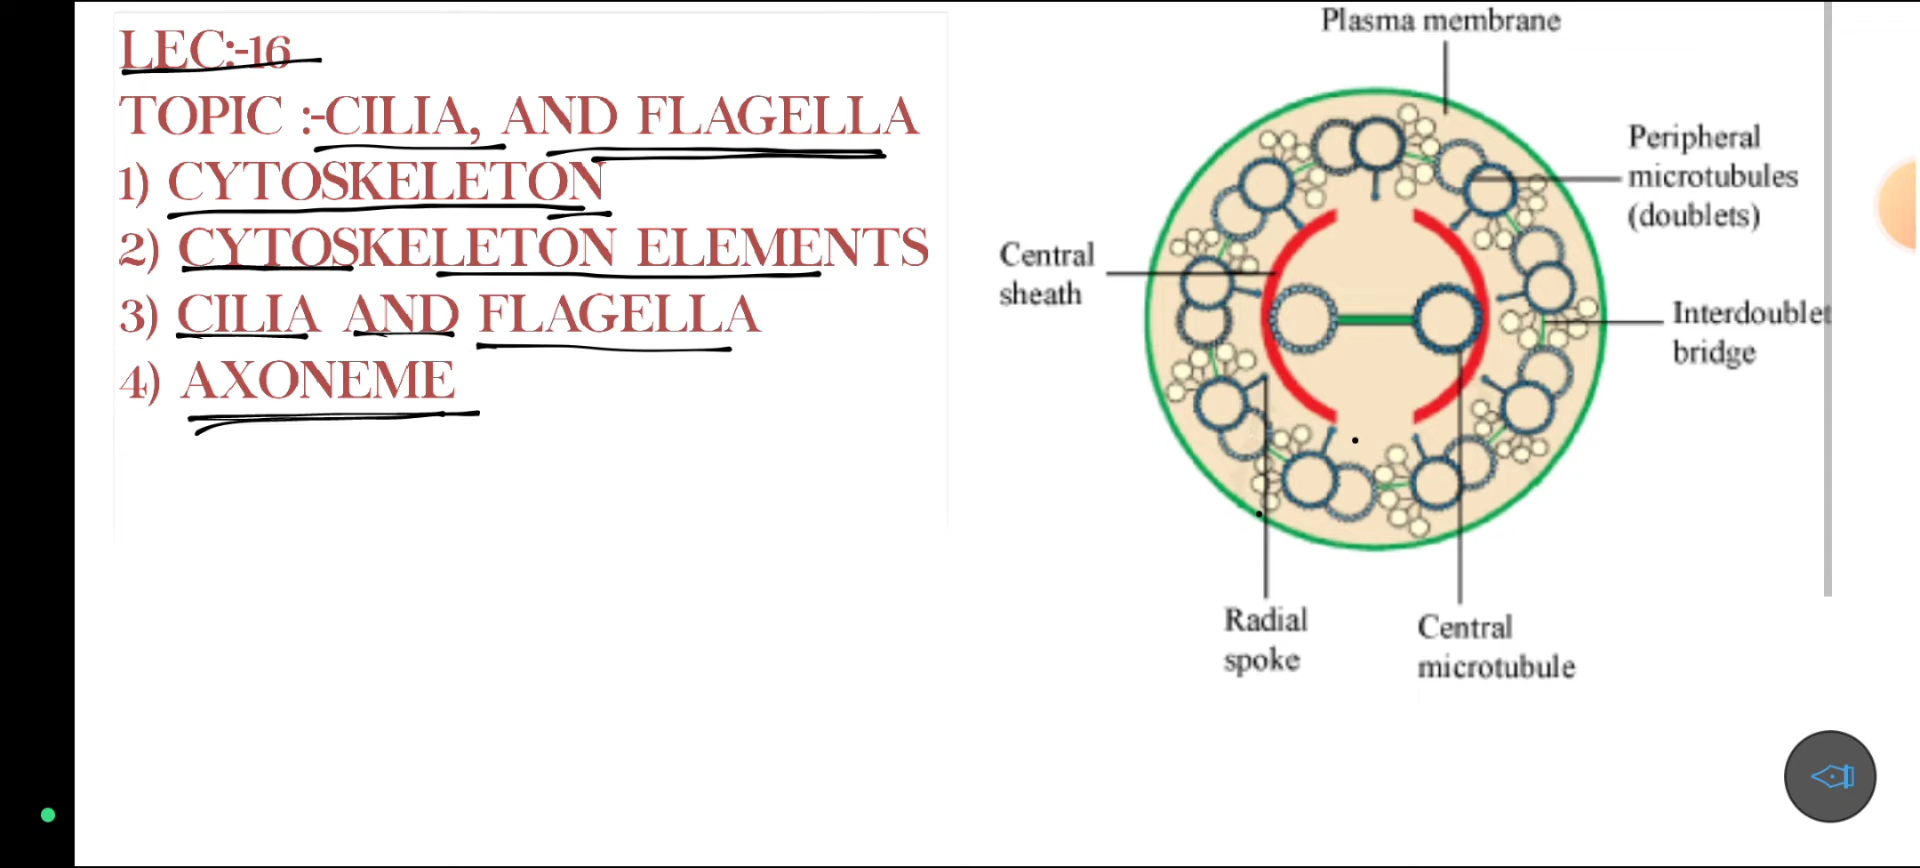 LEC:-16
TOPIC :-CILIA, AND FLAGELLA
1) CYTOSKELETON
2) CYTOSKELETON ELEMENTS
3) CILIA AND FLAGELLA
4) AXONEME
Plasma membrane
Peripheral
microtubules
(doublets)
Central
sheath
Interdoublet
bridge
Radial
spoke
Central
microtubule